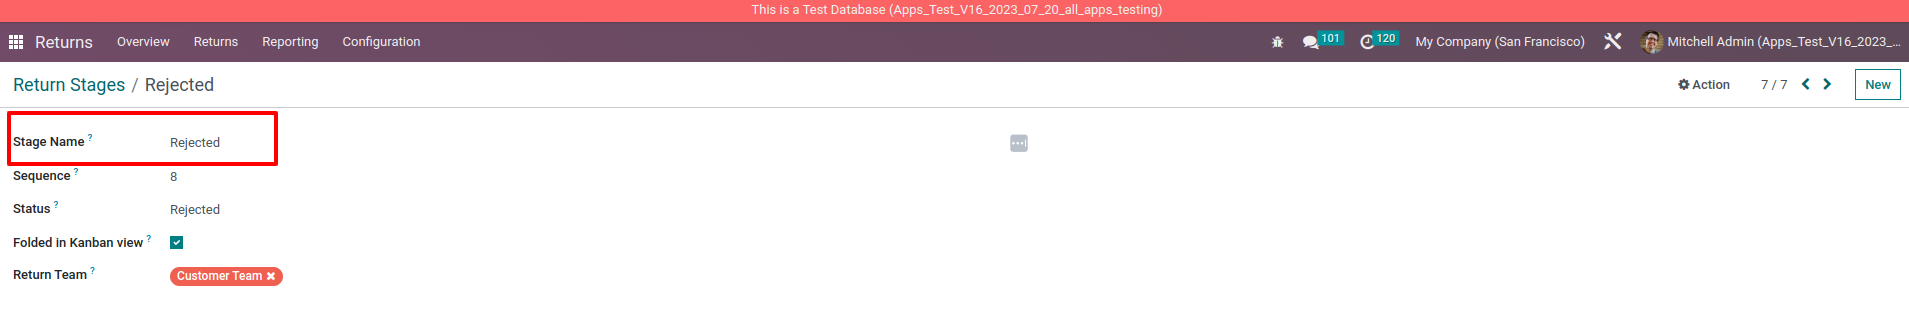 This is a Test Database (Apps_Test_V16_2023_07_20_all_apps_testing)
Returns Overview Returns Reporting Configuration 101 120 My Company (San Francisco) Mitchell Admin (Apps_Test_V16_2023_...
Return Stages / Rejected Action 7 / 7 New
Stage Name ? Rejected
Sequence ? 8
Status ? Rejected
Folded in Kanban view ?
Return Team ? Customer Team ✖